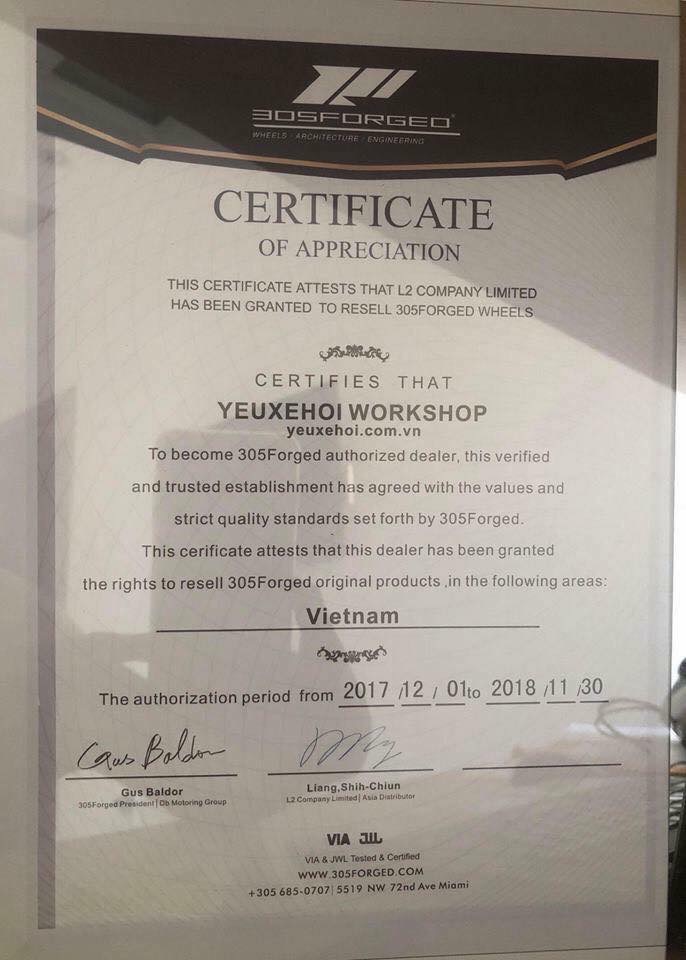 305FORGED®
WHEELS · ARCHITECTURE · ENGINEERING
CERTIFICATE
OF APPRECIATION
THIS CERTIFICATE ATTESTS THAT L2 COMPANY LIMITED
HAS BEEN GRANTED TO RESELL 305FORGED WHEELS
CERTIFIES THAT
YEUXEHOI WORKSHOP
yeuxehoi.com.vn
To become 305Forged authorized dealer, this verified
and trusted establishment has agreed with the values and
strict quality standards set forth by 305Forged.
This cerificate attests that this dealer has been granted
the rights to resell 305Forged original products ,in the following areas:
Vietnam
The authorization period from 2017 /12 / 01to 2018 /11 /30
Gus Baldor
Gus Baldor
305Forged President | Db Motoring Group
Liang,Shih-Chiun
L2 Company Limited | Asia Distributor
VIA JWL
VIA & JWL Tested & Certified
WWW.305FORGED.COM
+305 685-0707 | 5519 NW 72nd Ave Miami